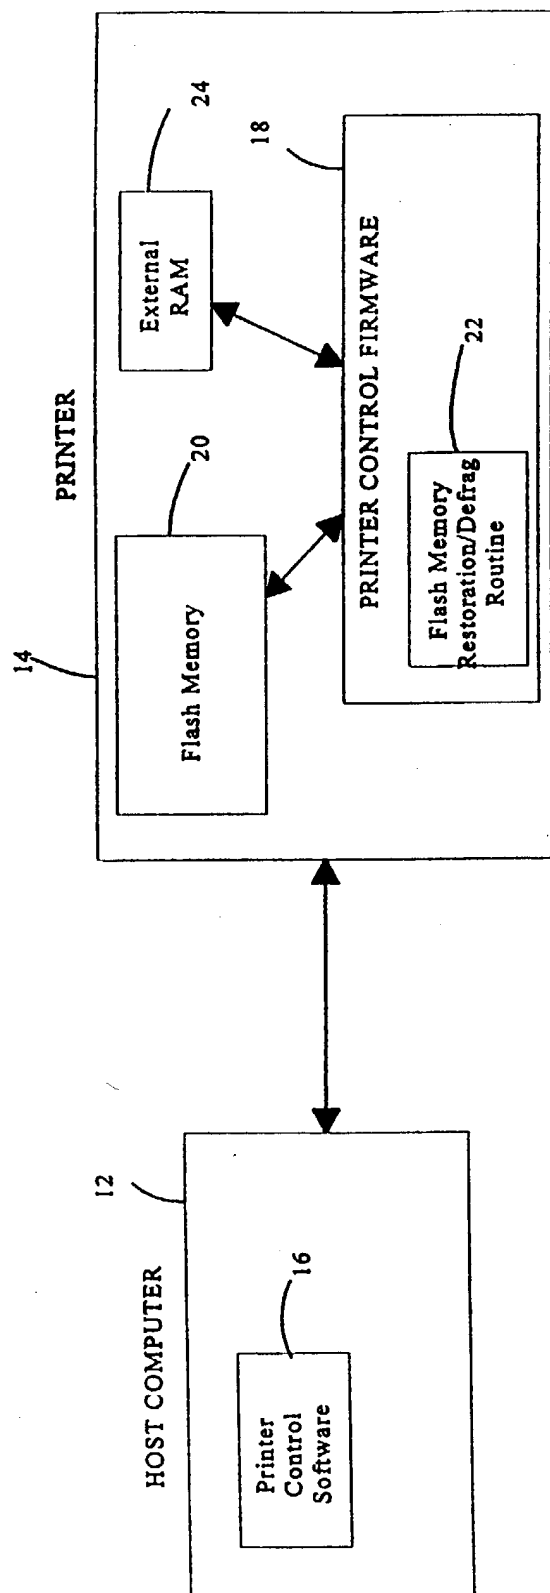 HOST COMPUTER
12
Printer
Control
Software
16
PRINTER
14
Flash Memory
20
External
RAM
24
PRINTER CONTROL FIRMWARE
18
Flash Memory
Restoration/Defrag
Routine
22